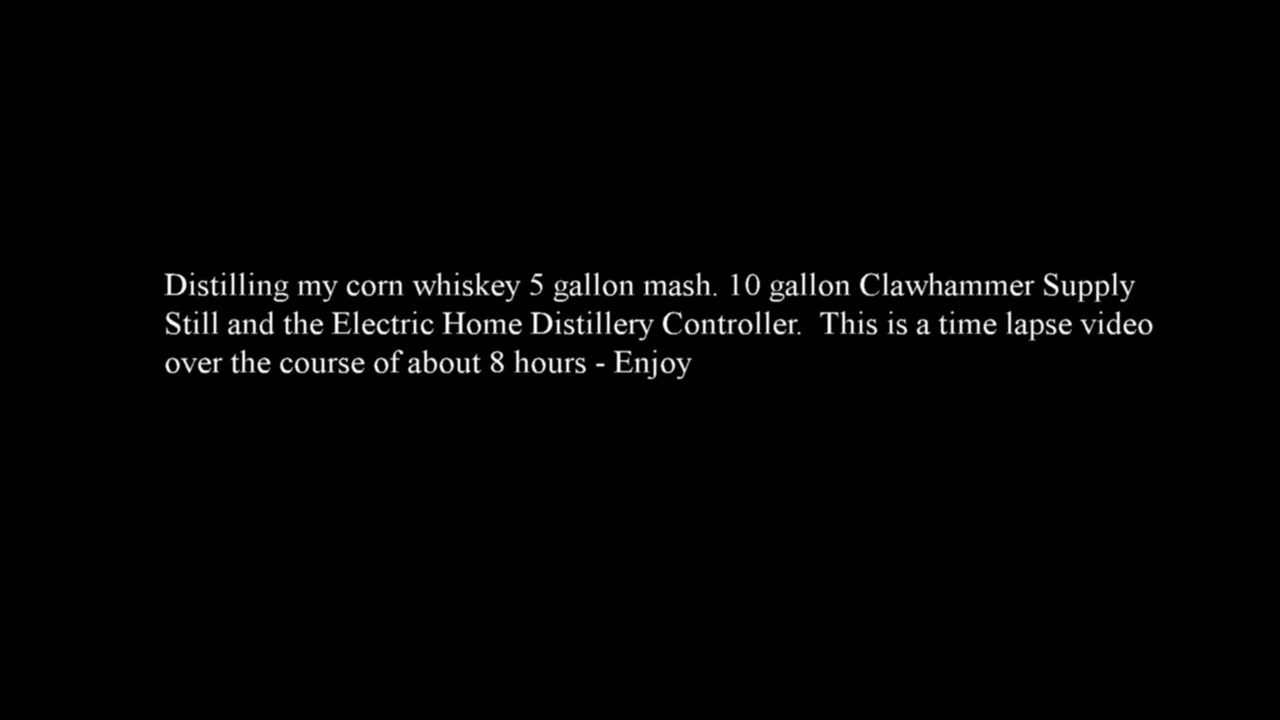 Distilling my corn whiskey 5 gallon mash. 10 gallon Clawhammer Supply
Still and the Electric Home Distillery Controller.  This is a time lapse video
over the course of about 8 hours - Enjoy